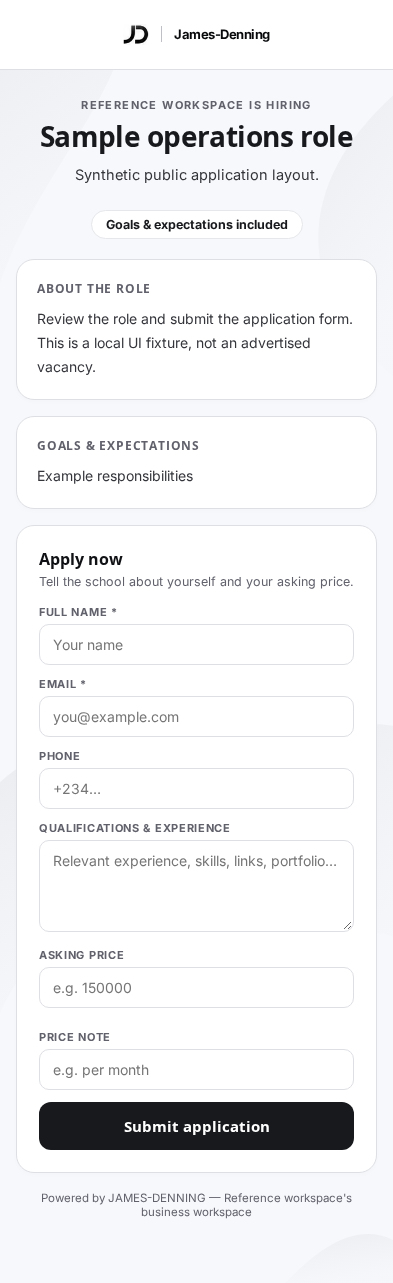 JD
James-Denning
REFERENCE WORKSPACE IS HIRING
Sample operations role
Synthetic public application layout.
Goals & expectations included
ABOUT THE ROLE
Review the role and submit the application form.
This is a local UI fixture, not an advertised
vacancy.
GOALS & EXPECTATIONS
Example responsibilities
Apply now
Tell the school about yourself and your asking price.
FULL NAME *
Your name
EMAIL *
you@example.com
PHONE
+234...
QUALIFICATIONS & EXPERIENCE
Relevant experience, skills, links, portfolio...
ASKING PRICE
e.g. 150000
PRICE NOTE
e.g. per month
Submit application
Powered by JAMES-DENNING — Reference workspace's
business workspace